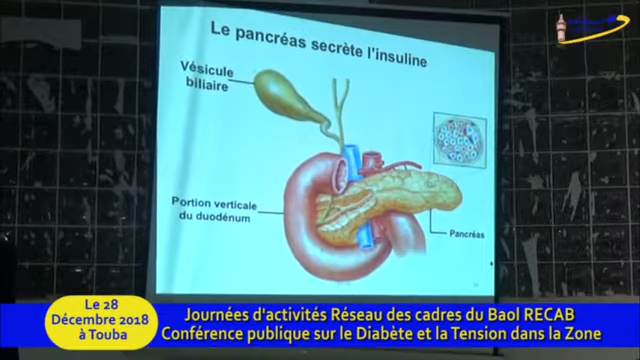 Le pancréas secrète l'insuline
Vésicule
biliaire
Portion verticale
du duodénum
Pancréas
Le 28
Décembre 2018
à Touba
Journées d'activités Réseau des cadres du Baol RECAB
Conférence publique sur le Diabète et la Tension dans la Zone